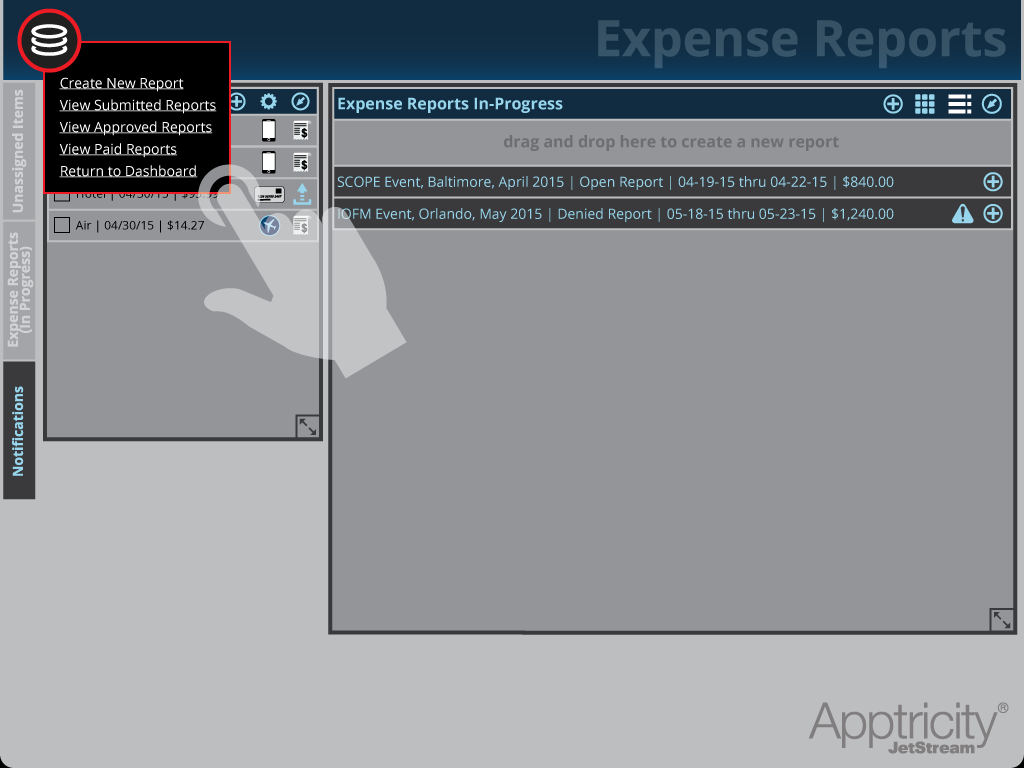 Expense Reports
Create New Report
View Submitted Reports
View Approved Reports
View Paid Reports
Return to Dashboard
Unassigned Items
Expense Reports
(In Progress)
Notifications
Hotel | 04/30/15 |
Air | 04/30/15 | $14.27
Expense Reports In-Progress
drag and drop here to create a new report
SCOPE Event, Baltimore, April 2015 | Open Report | 04-19-15 thru 04-22-15 | $840.00
IOFM Event, Orlando, May 2015 | Denied Report | 05-18-15 thru 05-23-15 | $1,240.00
Apptricity®
JetStream